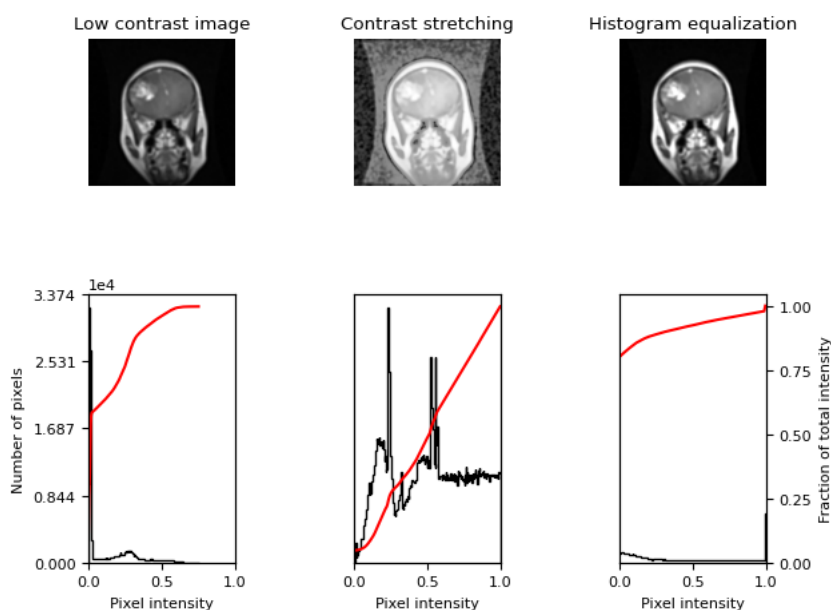 Low contrast image
Contrast stretching
Histogram equalization
1e4
3.374
2.531
1.687
0.844
0.000
Number of pixels
0.0
0.5
1.0
Pixel intensity
0.0
0.5
1.0
Pixel intensity
0.0
0.5
1.0
Pixel intensity
1.00
0.75
0.50
0.25
0.00
Fraction of total intensity